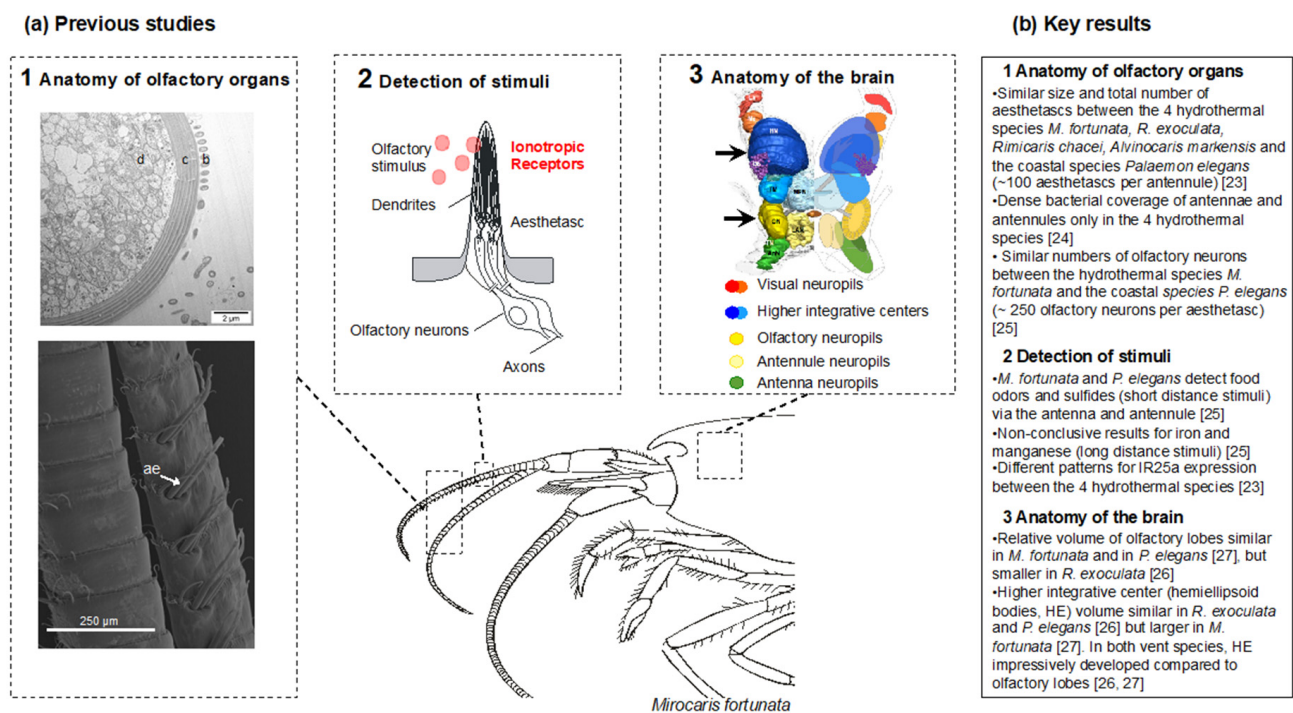 (a) Previous studies
(b) Key results
1 Anatomy of olfactory organs
d
c
b
2 µm
ae
250 µm
2 Detection of stimuli
Olfactory
stimulus
Ionotropic
Receptors
Dendrites
Aesthetasc
Olfactory neurons
Axons
3 Anatomy of the brain
Visual neuropils
Higher integrative centers
Olfactory neuropils
Antennule neuropils
Antenna neuropils
Mirocaris fortunata
1 Anatomy of olfactory organs
•Similar size and total number of
aesthetascs between the 4 hydrothermal
species M. fortunata, R. exoculata,
Rimicaris chacei, Alvinocaris markensis and
the coastal species Palaemon elegans
(~100 aesthetascs per antennule) [23]
•Dense bacterial coverage of antennae and
antennules only in the 4 hydrothermal
species [24]
• Similar numbers of olfactory neurons
between the hydrothermal species M.
fortunata and the coastal species P. elegans
(~ 250 olfactory neurons per aesthetasc)
[25]
2 Detection of stimuli
•M. fortunata and P. elegans detect food
odors and sulfides (short distance stimuli)
via the antenna and antennule [25]
•Non-conclusive results for iron and
manganese (long distance stimuli) [25]
•Different patterns for IR25a expression
between the 4 hydrothermal species [23]
3 Anatomy of the brain
•Relative volume of olfactory lobes similar
in M. fortunata and in P. elegans [27], but
smaller in R. exoculata [26]
•Higher integrative center (hemiellipsoid
bodies, HE) volume similar in R. exoculata
and P. elegans [26] but larger in M.
fortunata [27]. In both vent species, HE
impressively developed compared to
olfactory lobes [26, 27]